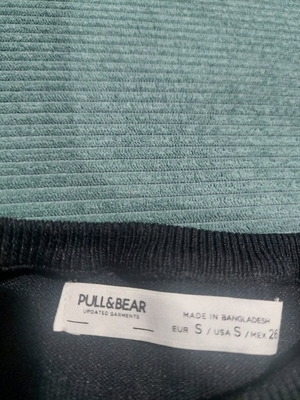 PULL&BEAR
UPDATED GARMENTS
MADE IN BANGLADESH
EUR S / USA S / MEX 26